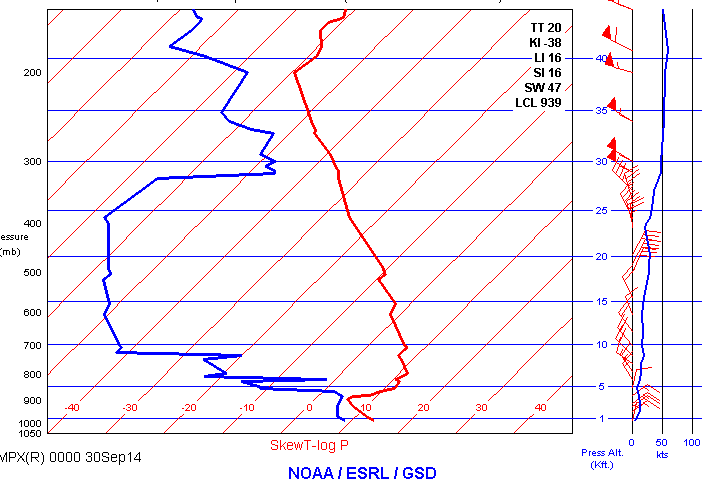 TT 20
KI -38
LI 16
SI 16
SW 47
LCL 939
200
300
400
500
600
700
800
900
1000
1050
essure
(mb)
-40 -30 -20 -10 0 10 20 30 40
40
35
30
25
20
15
10
5
1
0 50 100
kts
Press Alt.
(Kft.)
SkewT-log P
MPX(R) 0000 30Sep14
NOAA / ESRL / GSD